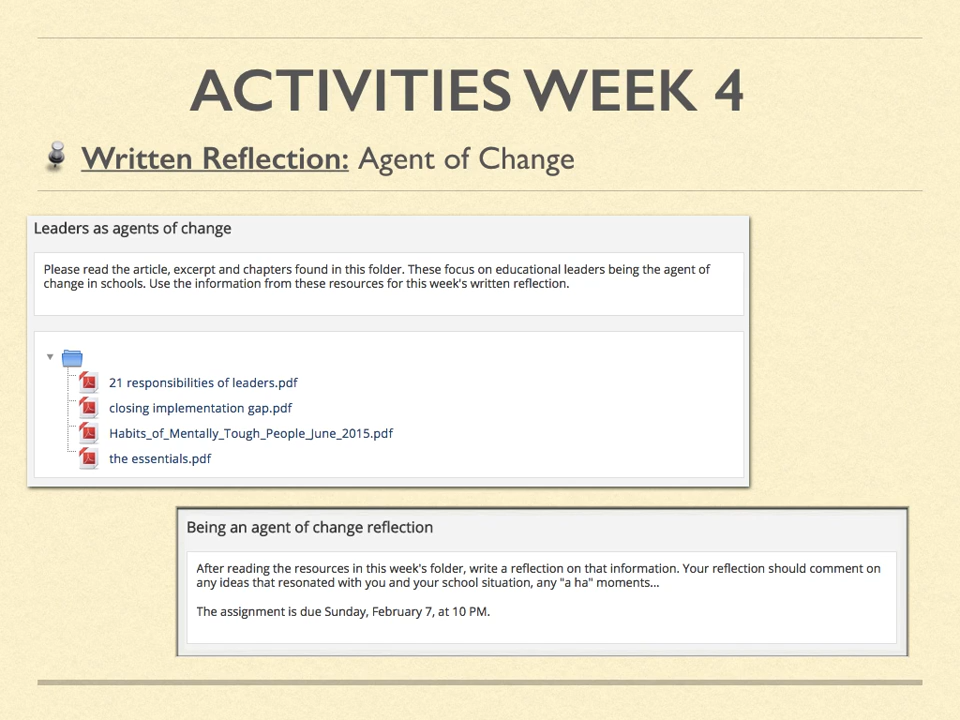 ACTIVITIES WEEK 4
Written Reflection: Agent of Change
Leaders as agents of change
Please read the article, excerpt and chapters found in this folder. These focus on educational leaders being the agent of
change in schools. Use the information from these resources for this week's written reflection.
21 responsibilities of leaders.pdf
closing implementation gap.pdf
Habits_of_Mentally_Tough_People_June_2015.pdf
the essentials.pdf
Being an agent of change reflection
After reading the resources in this week's folder, write a reflection on that information. Your reflection should comment on
any ideas that resonated with you and your school situation, any "a ha" moments...
The assignment is due Sunday, February 7, at 10 PM.